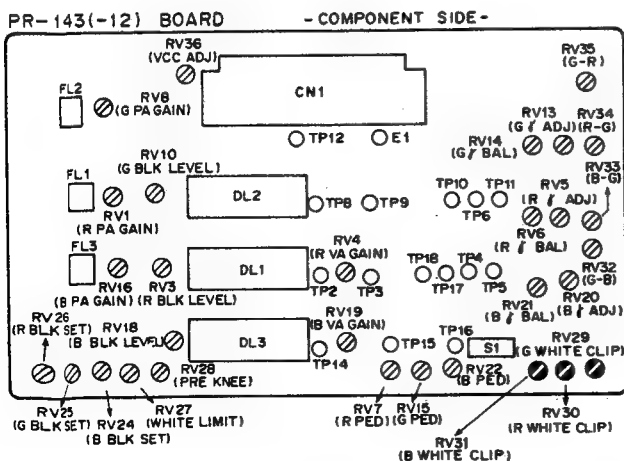 PR-143(-12) BOARD - COMPONENT SIDE -
RV36
(VCC ADJ)
RV35
(G-R)
FL2
RV8
(G PA GAIN)
CN1
RV13
(G γ ADJ)
RV34
(R-G)
TP12
E1
RV14
(G γ BAL)
RV33
(B-G)
RV10
(G BLK LEVEL)
FL1
RV1
(R PA GAIN)
DL2
TP8
TP9
TP10
TP11
TP6
RV5
(R γ ADJ)
RV6
(R γ BAL)
FL3
RV16
(B PA GAIN)
RV3
(R BLK LEVEL)
DL1
RV4
(R VA GAIN)
TP2
TP3
TP18
TP4
TP17
TP5
RV32
(G-B)
RV21
(B γ BAL)
RV20
(B γ ADJ)
RV26
(R BLK SET)
RV18
(B BLK LEVEL)
DL3
RV19
(B VA GAIN)
TP14
TP15
TP16
S1
RV29
(G WHITE CLIP)
RV28
(PRE KNEE)
RV22
(B PED)
RV25
(G BLK SET)
RV24
(B BLK SET)
RV27
(WHITE LIMIT)
RV7
(R PED)
RV15
(G PED)
RV31
(B WHITE CLIP)
RV30
(R WHITE CLIP)